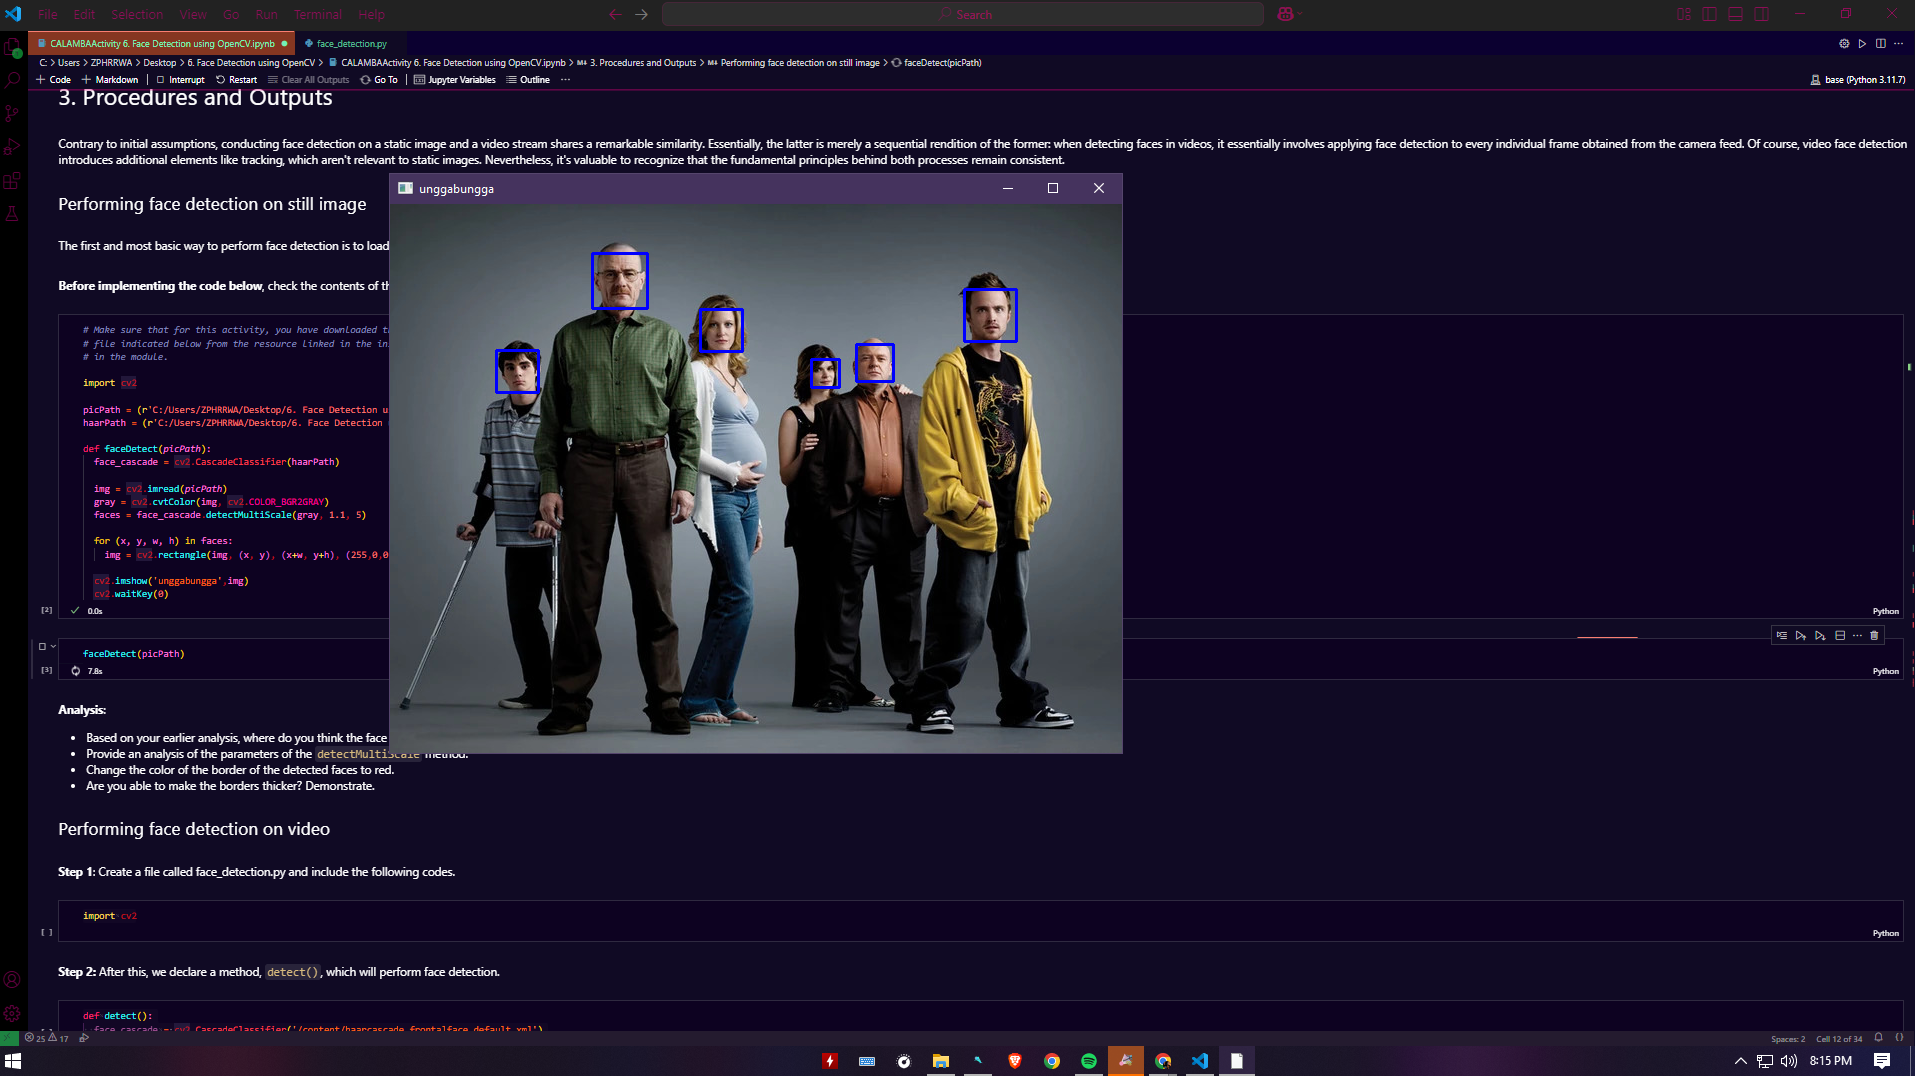 File Edit Selection View Go Run Terminal Help
Search
CALAMBAActivity 6. Face Detection using OpenCV.ipynb
face_detection.py
C: > Users > ZPHRRWA > Desktop > 6. Face Detection using OpenCV > CALAMBAActivity 6. Face Detection using OpenCV.ipynb > M↓ 3. Procedures and Outputs > M↓ Performing face detection on still image > faceDetect(picPath)
+ Code + Markdown Interrupt Restart Clear All Outputs Go To Jupyter Variables Outline ...
base (Python 3.11.7)
3. Procedures and Outputs
Contrary to initial assumptions, conducting face detection on a static image and a video stream shares a remarkable similarity. Essentially, the latter is merely a sequential rendition of the former: when detecting faces in videos, it essentially involves applying face detection to every individual frame obtained from the camera feed. Of course, video face detection
introduces additional elements like tracking, which aren't relevant to static images. Nevertheless, it's valuable to recognize that the fundamental principles behind both processes remain consistent.
unggabungga
Performing face detection on still image
The first and most basic way to perform face detection is to load
Before implementing the code below, check the contents of th
# Make sure that for this activity, you have downloaded th
# file indicated below from the resource linked in the in
# in the module.
import cv2
picPath = (r'C:/Users/ZPHRRWA/Desktop/6. Face Detection u
haarPath = (r'C:/Users/ZPHRRWA/Desktop/6. Face Detection
def faceDetect(picPath):
face_cascade = cv2.CascadeClassifier(haarPath)
img = cv2.imread(picPath)
gray = cv2.cvtColor(img, cv2.COLOR_BGR2GRAY)
faces = face_cascade.detectMultiScale(gray, 1.1, 5)
for (x, y, w, h) in faces:
img = cv2.rectangle(img, (x, y), (x+w, y+h), (255,0,0
cv2.imshow('unggabungga',img)
cv2.waitKey(0)
[2] 0.0s
Python
faceDetect(picPath)
[3] 7.8s
Python
Analysis:
• Based on your earlier analysis, where do you think the face
• Provide an analysis of the parameters of the detectMultiScale method.
• Change the color of the border of the detected faces to red.
• Are you able to make the borders thicker? Demonstrate.
Performing face detection on video
Step 1: Create a file called face_detection.py and include the following codes.
import cv2
[ ]
Python
Step 2: After this, we declare a method, detect(), which will perform face detection.
def detect():
face_cascade = cv2.CascadeClassifier('/content/haarcascade_frontalface_default.xml')
25 17
Spaces: 2 Cell 12 of 34
8:15 PM